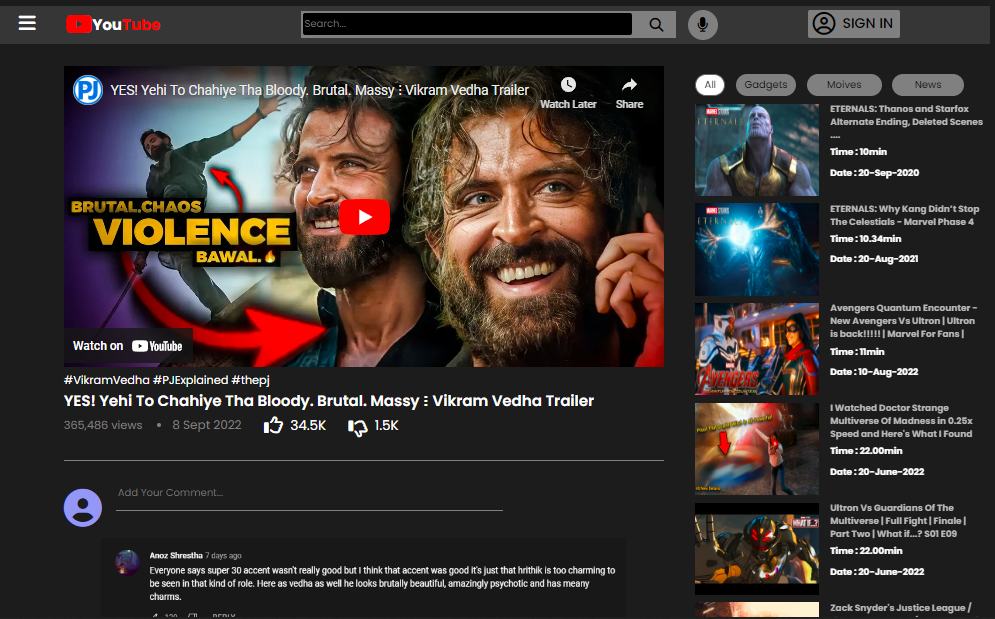 YouTube
Search...
SIGN IN
PJ
YES! Yehi To Chahiye Tha Bloody. Brutal. Massy ⁝ Vikram Vedha Trailer
Watch Later
Share
BRUTAL.CHAOS
VIOLENCE
BAWAL.🔥
Watch on YouTube
#VikramVedha #PJExplained #thepj
YES! Yehi To Chahiye Tha Bloody. Brutal. Massy ⁝ Vikram Vedha Trailer
365,486 views • 8 Sept 2022 34.5K 1.5K
Add Your Comment...
Anoz Shrestha 7 days ago
Everyone says super 30 accent wasn't really good but I think that accent was good it's just that hrithik is too charming to
be seen in that kind of role. Here as vedha as well he looks brutally beautiful, amazingly psychotic and has meany
charms.
All
Gadgets
Moives
News
MARVEL STUDIOS
ETERNALS
ETERNALS: Thanos and Starfox
Alternate Ending, Deleted Scenes
....
Time : 10min
Date : 20-Sep-2020
MARVEL STUDIOS
ETERNALS
ETERNALS: Why Kang Didn't Stop
The Celestials - Marvel Phase 4
Time : 10.34min
Date : 20-Aug-2021
AVENGERS
Avengers Quantum Encounter -
New Avengers Vs Ultron | Ultron
is back!!!!! | Marvel For Fans |
Time : 11min
Date : 10-Aug-2022
I Watched Doctor Strange
Multiverse Of Madness in 0.25x
Speed and Here's What I Found
Time : 22.00min
Date : 20-June-2022
WHAT IF...?
Ultron Vs Guardians Of The
Multiverse | Full Fight | Finale |
Part Two | What if...? S01 E09
Time : 22.00min
Date : 20-June-2022
Zack Snyder's Justice League /